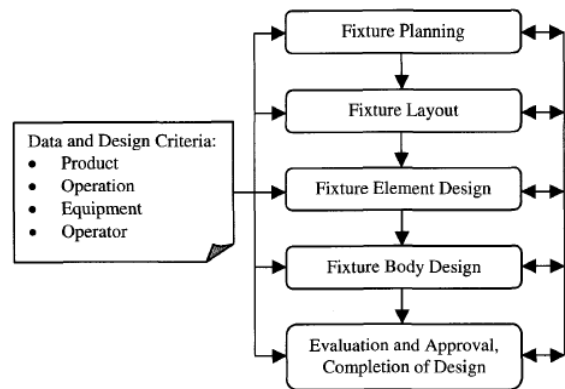 Fixture Planning
Fixture Layout
Data and Design Criteria:
• Product
• Operation
• Equipment
• Operator
Fixture Element Design
Fixture Body Design
Evaluation and Approval,
Completion of Design